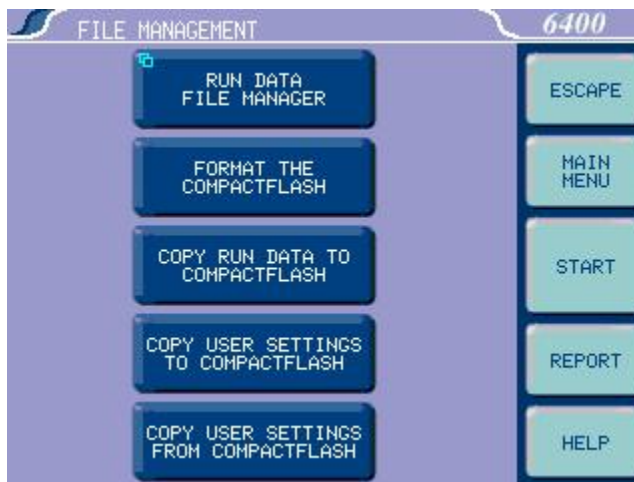 FILE MANAGEMENT
6400
RUN DATA
FILE MANAGER
FORMAT THE
COMPACTFLASH
COPY RUN DATA TO
COMPACTFLASH
COPY USER SETTINGS
TO COMPACTFLASH
COPY USER SETTINGS
FROM COMPACTFLASH
ESCAPE
MAIN
MENU
START
REPORT
HELP